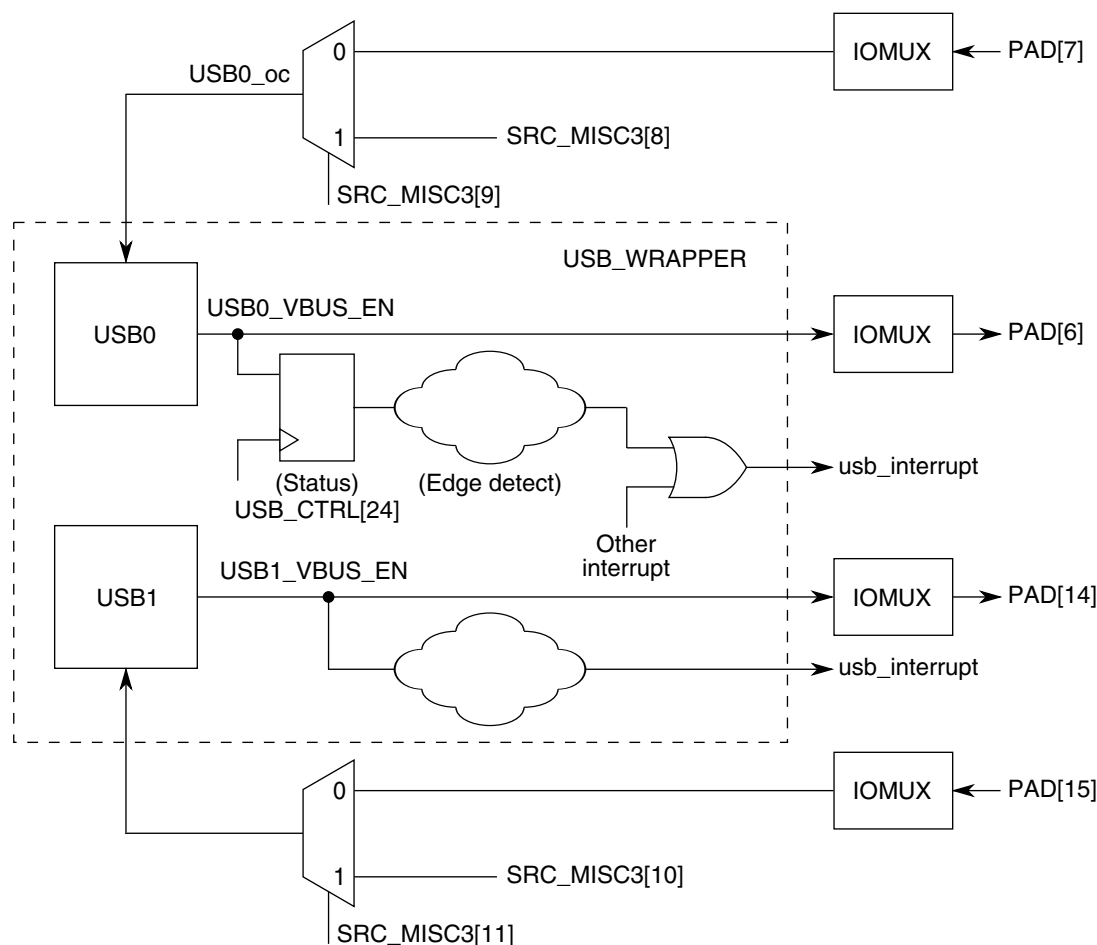 0
IOMUX
PAD[7]
USB0_oc
1
SRC_MISC3[8]
SRC_MISC3[9]
USB_WRAPPER
USB0
USB0_VBUS_EN
IOMUX
PAD[6]
(Status)
(Edge detect)
usb_interrupt
USB_CTRL[24]
Other
interrupt
USB1
USB1_VBUS_EN
IOMUX
PAD[14]
usb_interrupt
0
IOMUX
PAD[15]
1
SRC_MISC3[10]
SRC_MISC3[11]